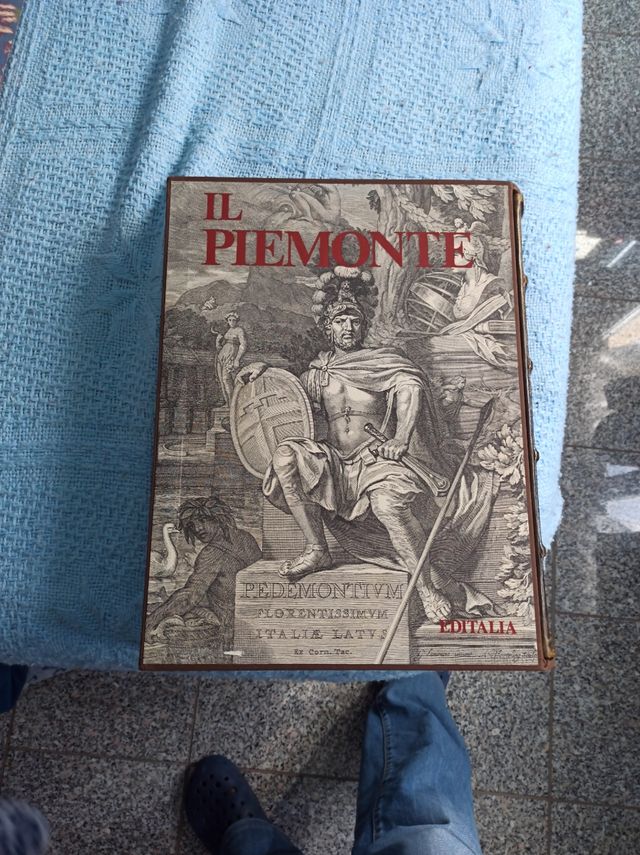 IL
PIEMONTE
PEDEMONTIVM
FLORENTISSIMVM
ITALIÆ LATVS
Ex Corn. Tac.
EDITALIA